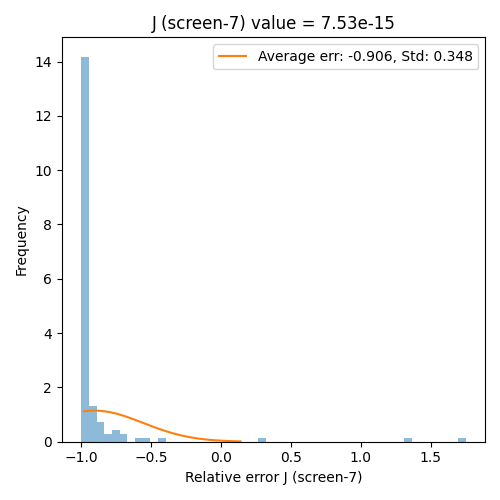 J (screen-7) value = 7.53e-15
Average err: -0.906, Std: 0.348
Frequency
14
12
10
8
6
4
2
0
−1.0 −0.5 0.0 0.5 1.0 1.5
Relative error J (screen-7)